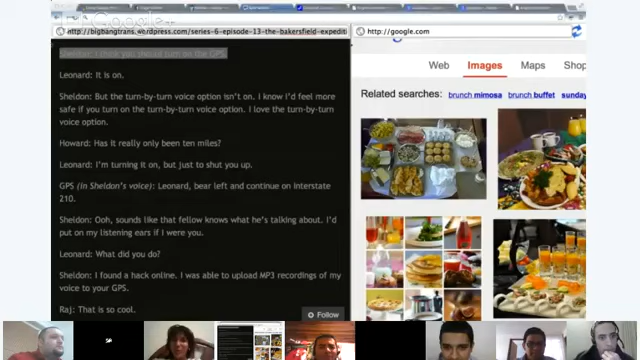 http://bigbangtrans.wordpress.com/series-6-episode-13-the-bakersfield-expediti
http://google.com
Sheldon: I think you should turn on the GPS.
Leonard: It is on.
Sheldon: But the turn-by-turn voice option isn't on. I know I'd feel more
safe if you turn on the turn-by-turn voice option. I love the turn-by-turn
voice option.
Howard: Has it really only been ten miles?
Leonard: I'm turning it on, but just to shut you up.
GPS (in Sheldon's voice): Leonard, bear left and continue on Interstate
210.
Sheldon: Ooh, sounds like that fellow knows what he's talking about. I'd
put on my listening ears if I were you.
Leonard: What did you do?
Sheldon: I found a hack online. I was able to upload MP3 recordings of my
voice to your GPS.
Raj: That is so cool.
Follow
Web Images Maps Shop
Related searches: brunch mimosa brunch buffet sunday